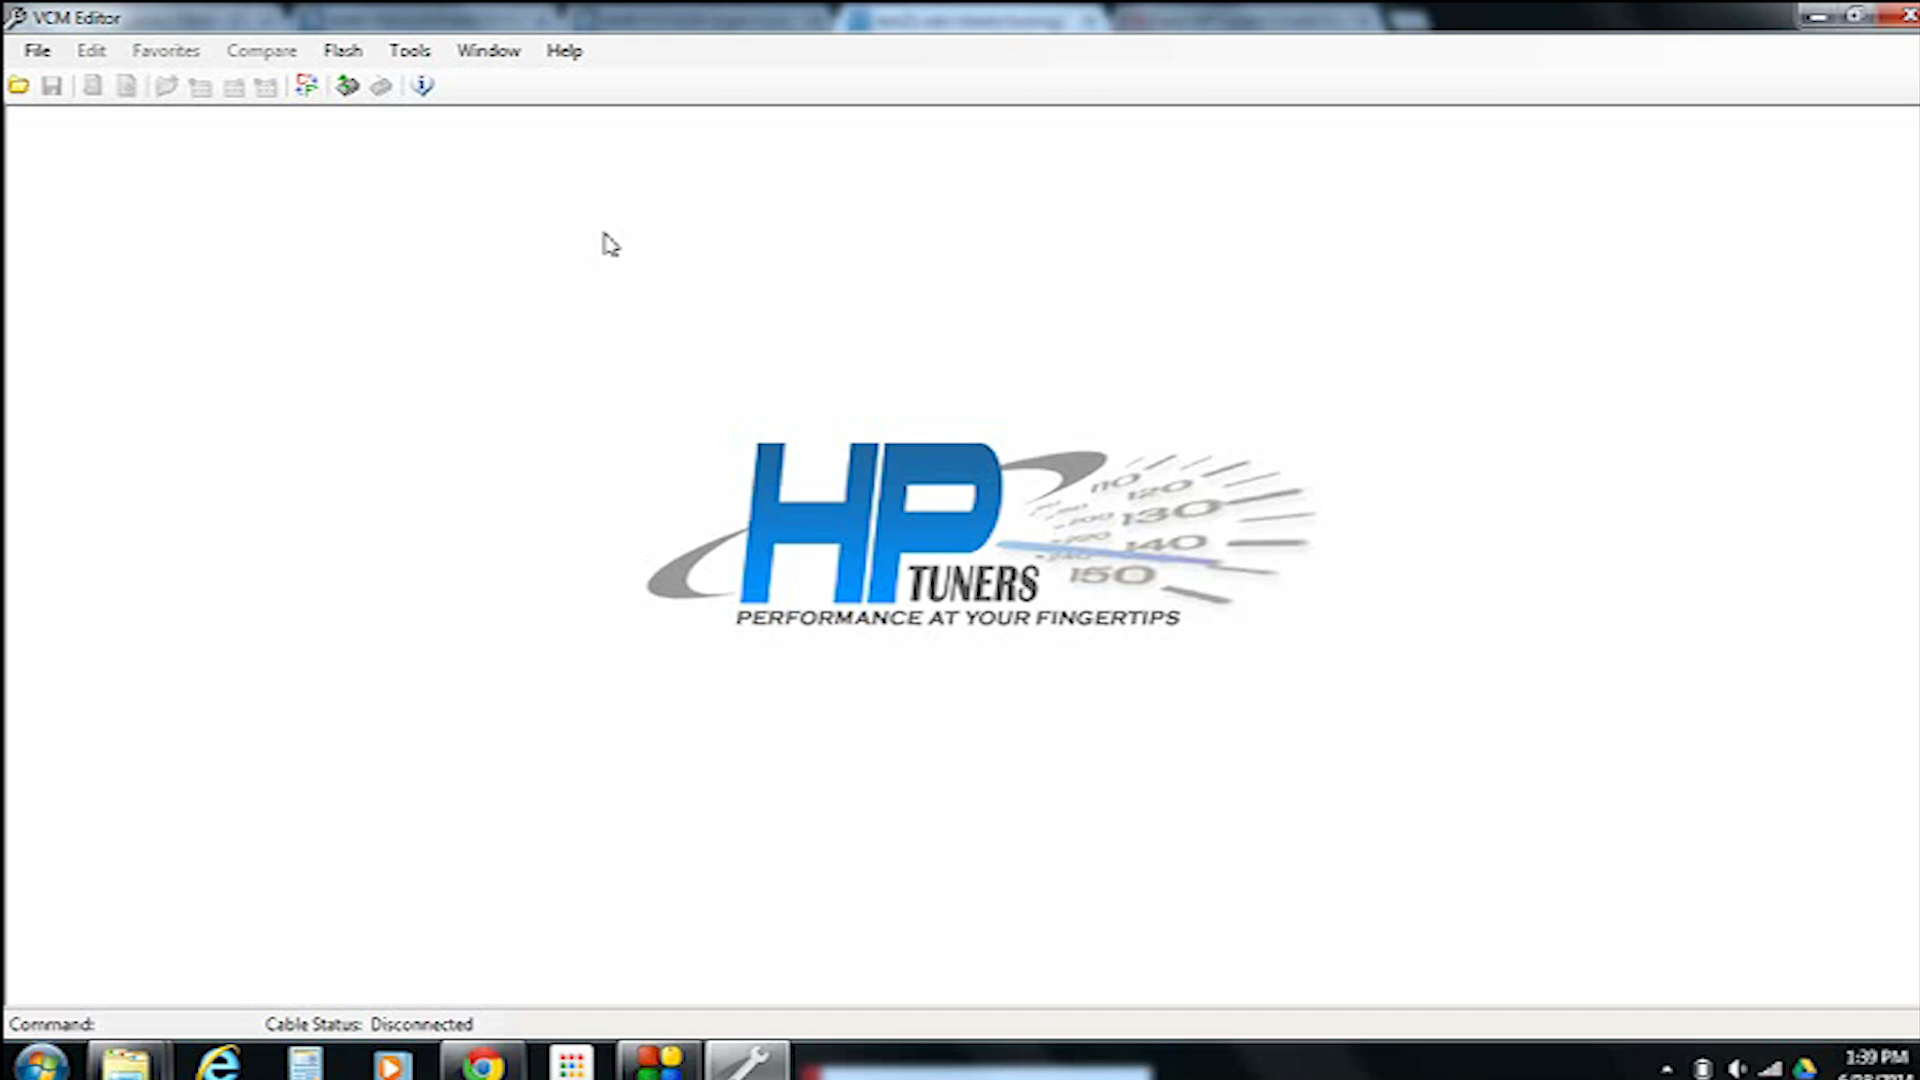 VCM Editor
File Edit Favorites Compare Flash Tools Window Help
110
120
130
140
150
HP
TUNERS
PERFORMANCE AT YOUR FINGERTIPS
Command: Cable Status: Disconnected
1:39 PM